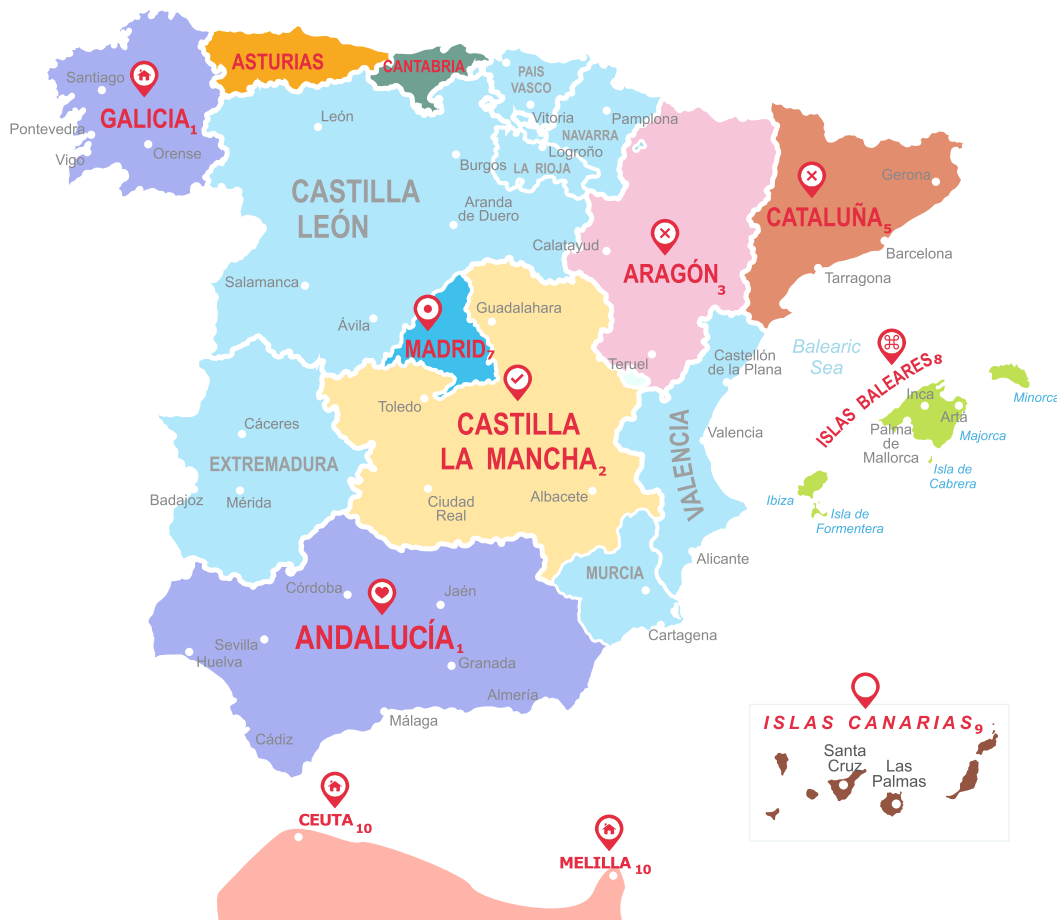 ASTURIAS
CANTABRIA
PAIS
VASCO
Santiago
GALICIA1
Pontevedra
Vigo
Orense
León
Vitoria
Pamplona
NAVARRA
Logroño
LA RIOJA
Burgos
CASTILLA
LEÓN
Aranda
de Duero
Calatayud
Gerona
CATALUÑA5
Barcelona
Tarragona
ARAGÓN3
Salamanca
Ávila
Guadalahara
MADRID7
Teruel
Castellón
de la Plana
Balearic
Sea
ISLAS BALEARES8
Inca
Artá
Palma
de
Mallorca
Minorca
Majorca
Isla de
Cabrera
Ibiza
Isla de
Formentera
Toledo
CASTILLA
LA MANCHA2
Cáceres
EXTREMADURA
Badajoz
Mérida
Ciudad
Real
Albacete
Valencia
VALENCIA
Alicante
MURCIA
Cartagena
Córdoba
Jaén
ANDALUCÍA1
Sevilla
Huelva
Granada
Almería
Málaga
Cádiz
CEUTA10
MELILLA10
ISLAS CANARIAS9
Santa
Cruz
Las
Palmas